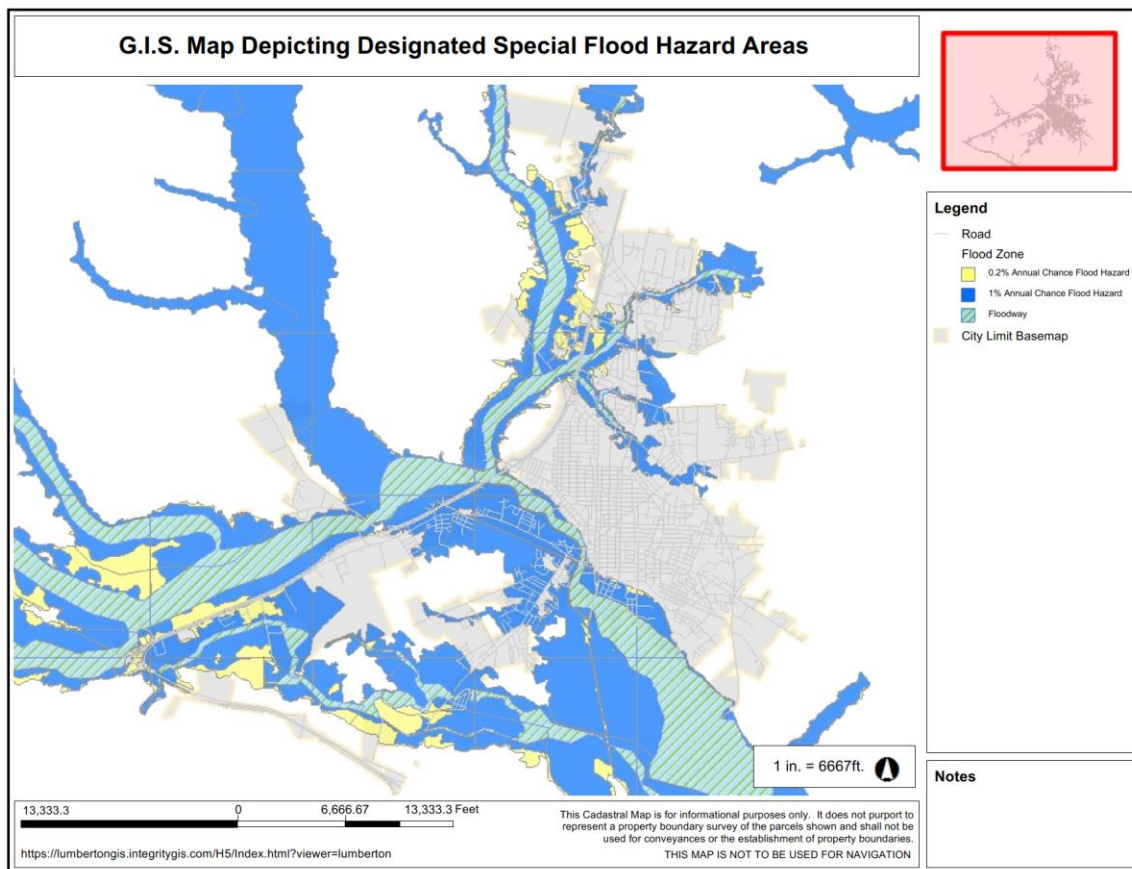 G.I.S. Map Depicting Designated Special Flood Hazard Areas
Legend
Road
Flood Zone
0.2% Annual Chance Flood Hazard
1% Annual Chance Flood Hazard
Floodway
City Limit Basemap
1 in. = 6667ft.
Notes
13,333.3 0 6,666.67 13,333.3 Feet
https://lumbertongis.integritygis.com/H5/Index.html?viewer=lumberton
This Cadastral Map is for informational purposes only. It does not purport to
represent a property boundary survey of the parcels shown and shall not be
used for conveyances or the establishment of property boundaries.
THIS MAP IS NOT TO BE USED FOR NAVIGATION